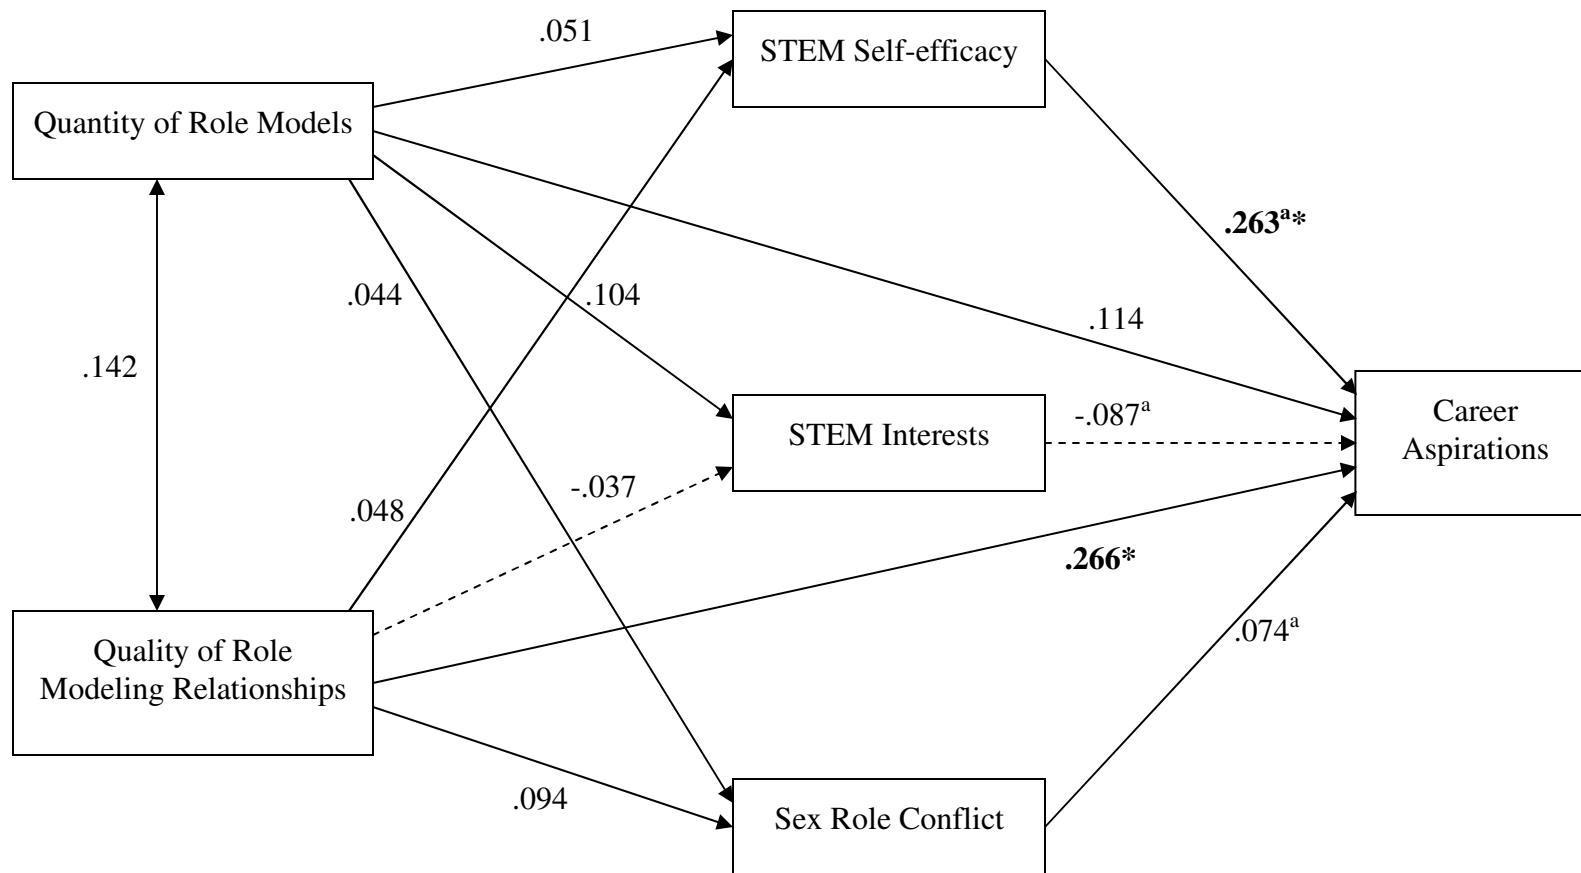 .051
STEM Self-efficacy
Quantity of Role Models
.263ᵃ*
.044
.104
.114
.142
-.087ᵃ
Career
Aspirations
STEM Interests
-.037
.048
.266*
Quality of Role
Modeling Relationships
.074ᵃ
.094
Sex Role Conflict